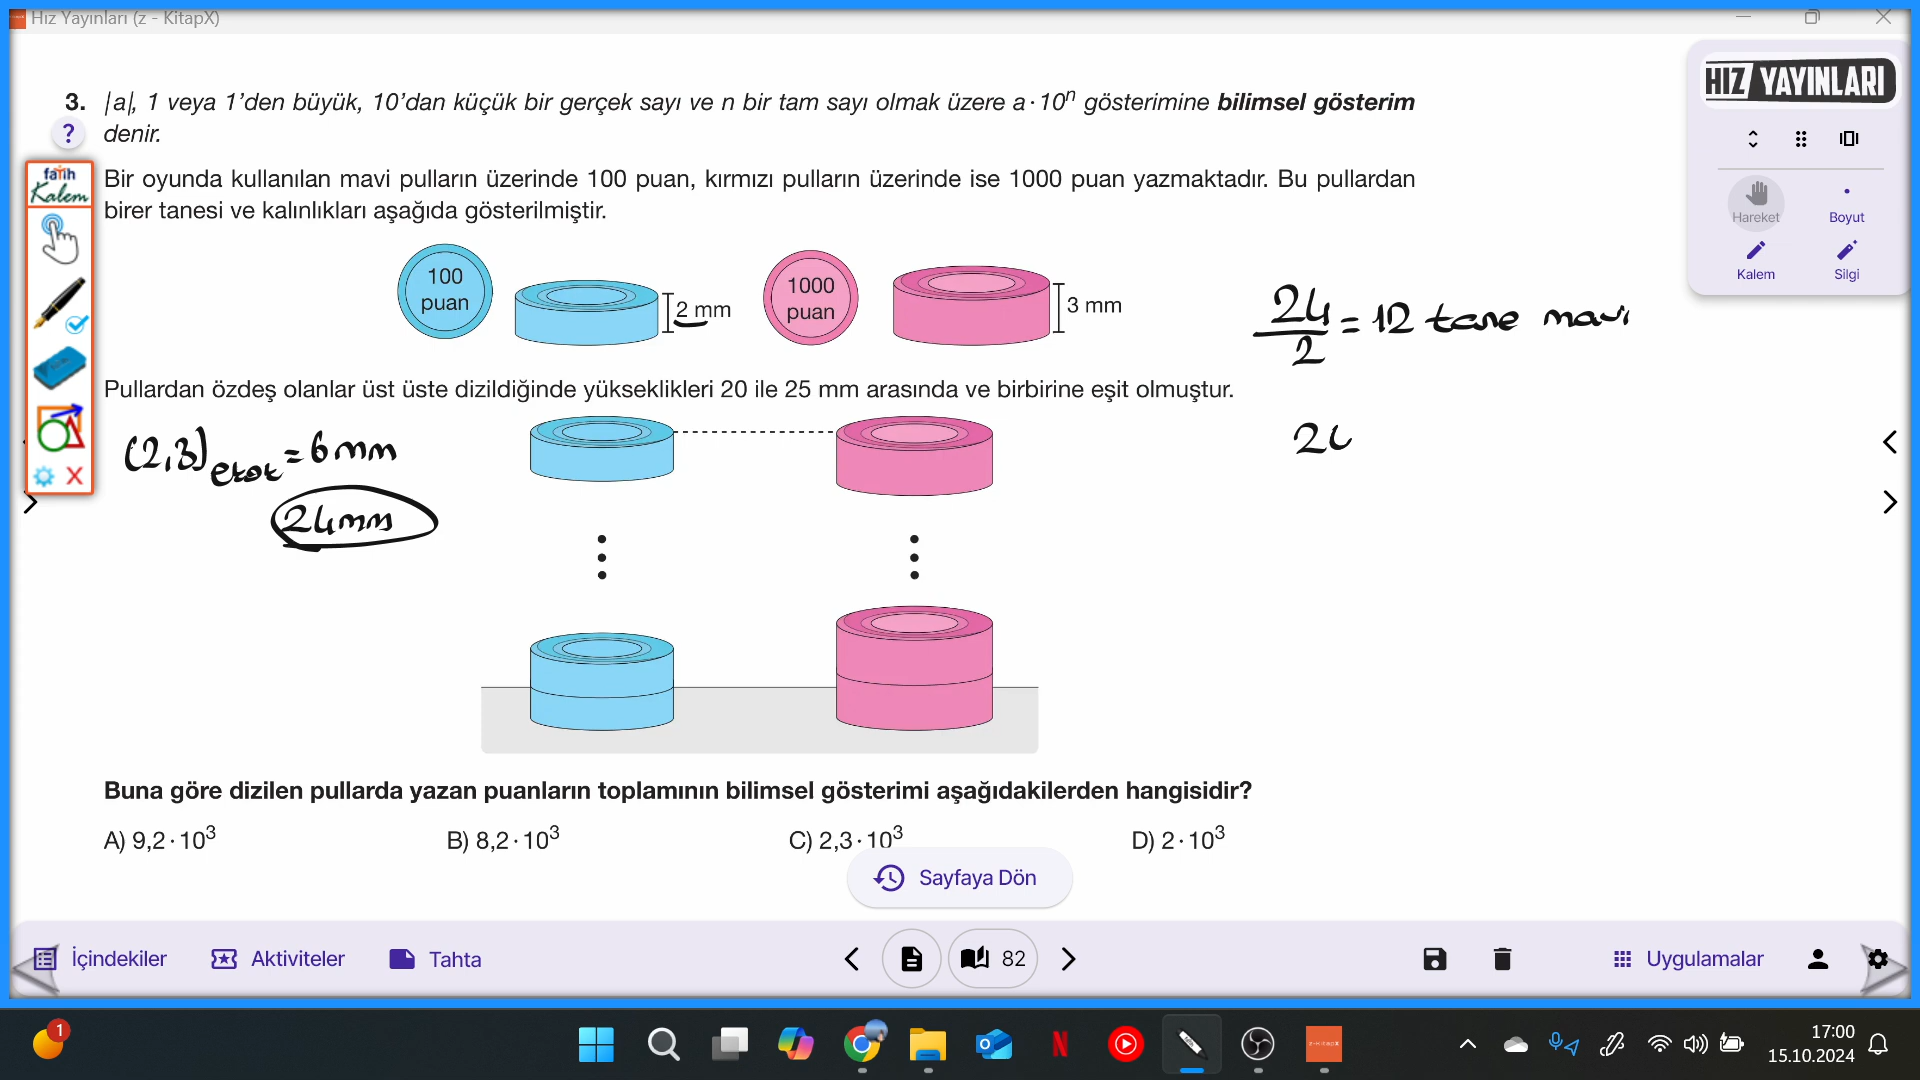 Hız Yayınları (z - KitapX)
HIZ YAYINLARI
3. |a|, 1 veya 1'den büyük, 10'dan küçük bir gerçek sayı ve n bir tam sayı olmak üzere a · 10ⁿ gösterimine bilimsel gösterim
denir.
?
fatih
Kalem
Bir oyunda kullanılan mavi pulların üzerinde 100 puan, kırmızı pulların üzerinde ise 1000 puan yazmaktadır. Bu pullardan
birer tanesi ve kalınlıkları aşağıda gösterilmiştir.
Hareket
Boyut
Kalem
Silgi
100
puan
2 mm
1000
puan
3 mm
24/2 = 12 tane mavi
Pullardan özdeş olanlar üst üste dizildiğinde yükseklikleri 20 ile 25 mm arasında ve birbirine eşit olmuştur.
(2,3)ekok = 6mm
24mm
Buna göre dizilen pullarda yazan puanların toplamının bilimsel gösterimi aşağıdakilerden hangisidir?
A) 9,2 · 10³
B) 8,2 · 10³
C) 2,3 · 10³
D) 2 · 10³
Sayfaya Dön
İçindekiler
Aktiviteler
Tahta
82
Uygulamalar
1
17:00
15.10.2024